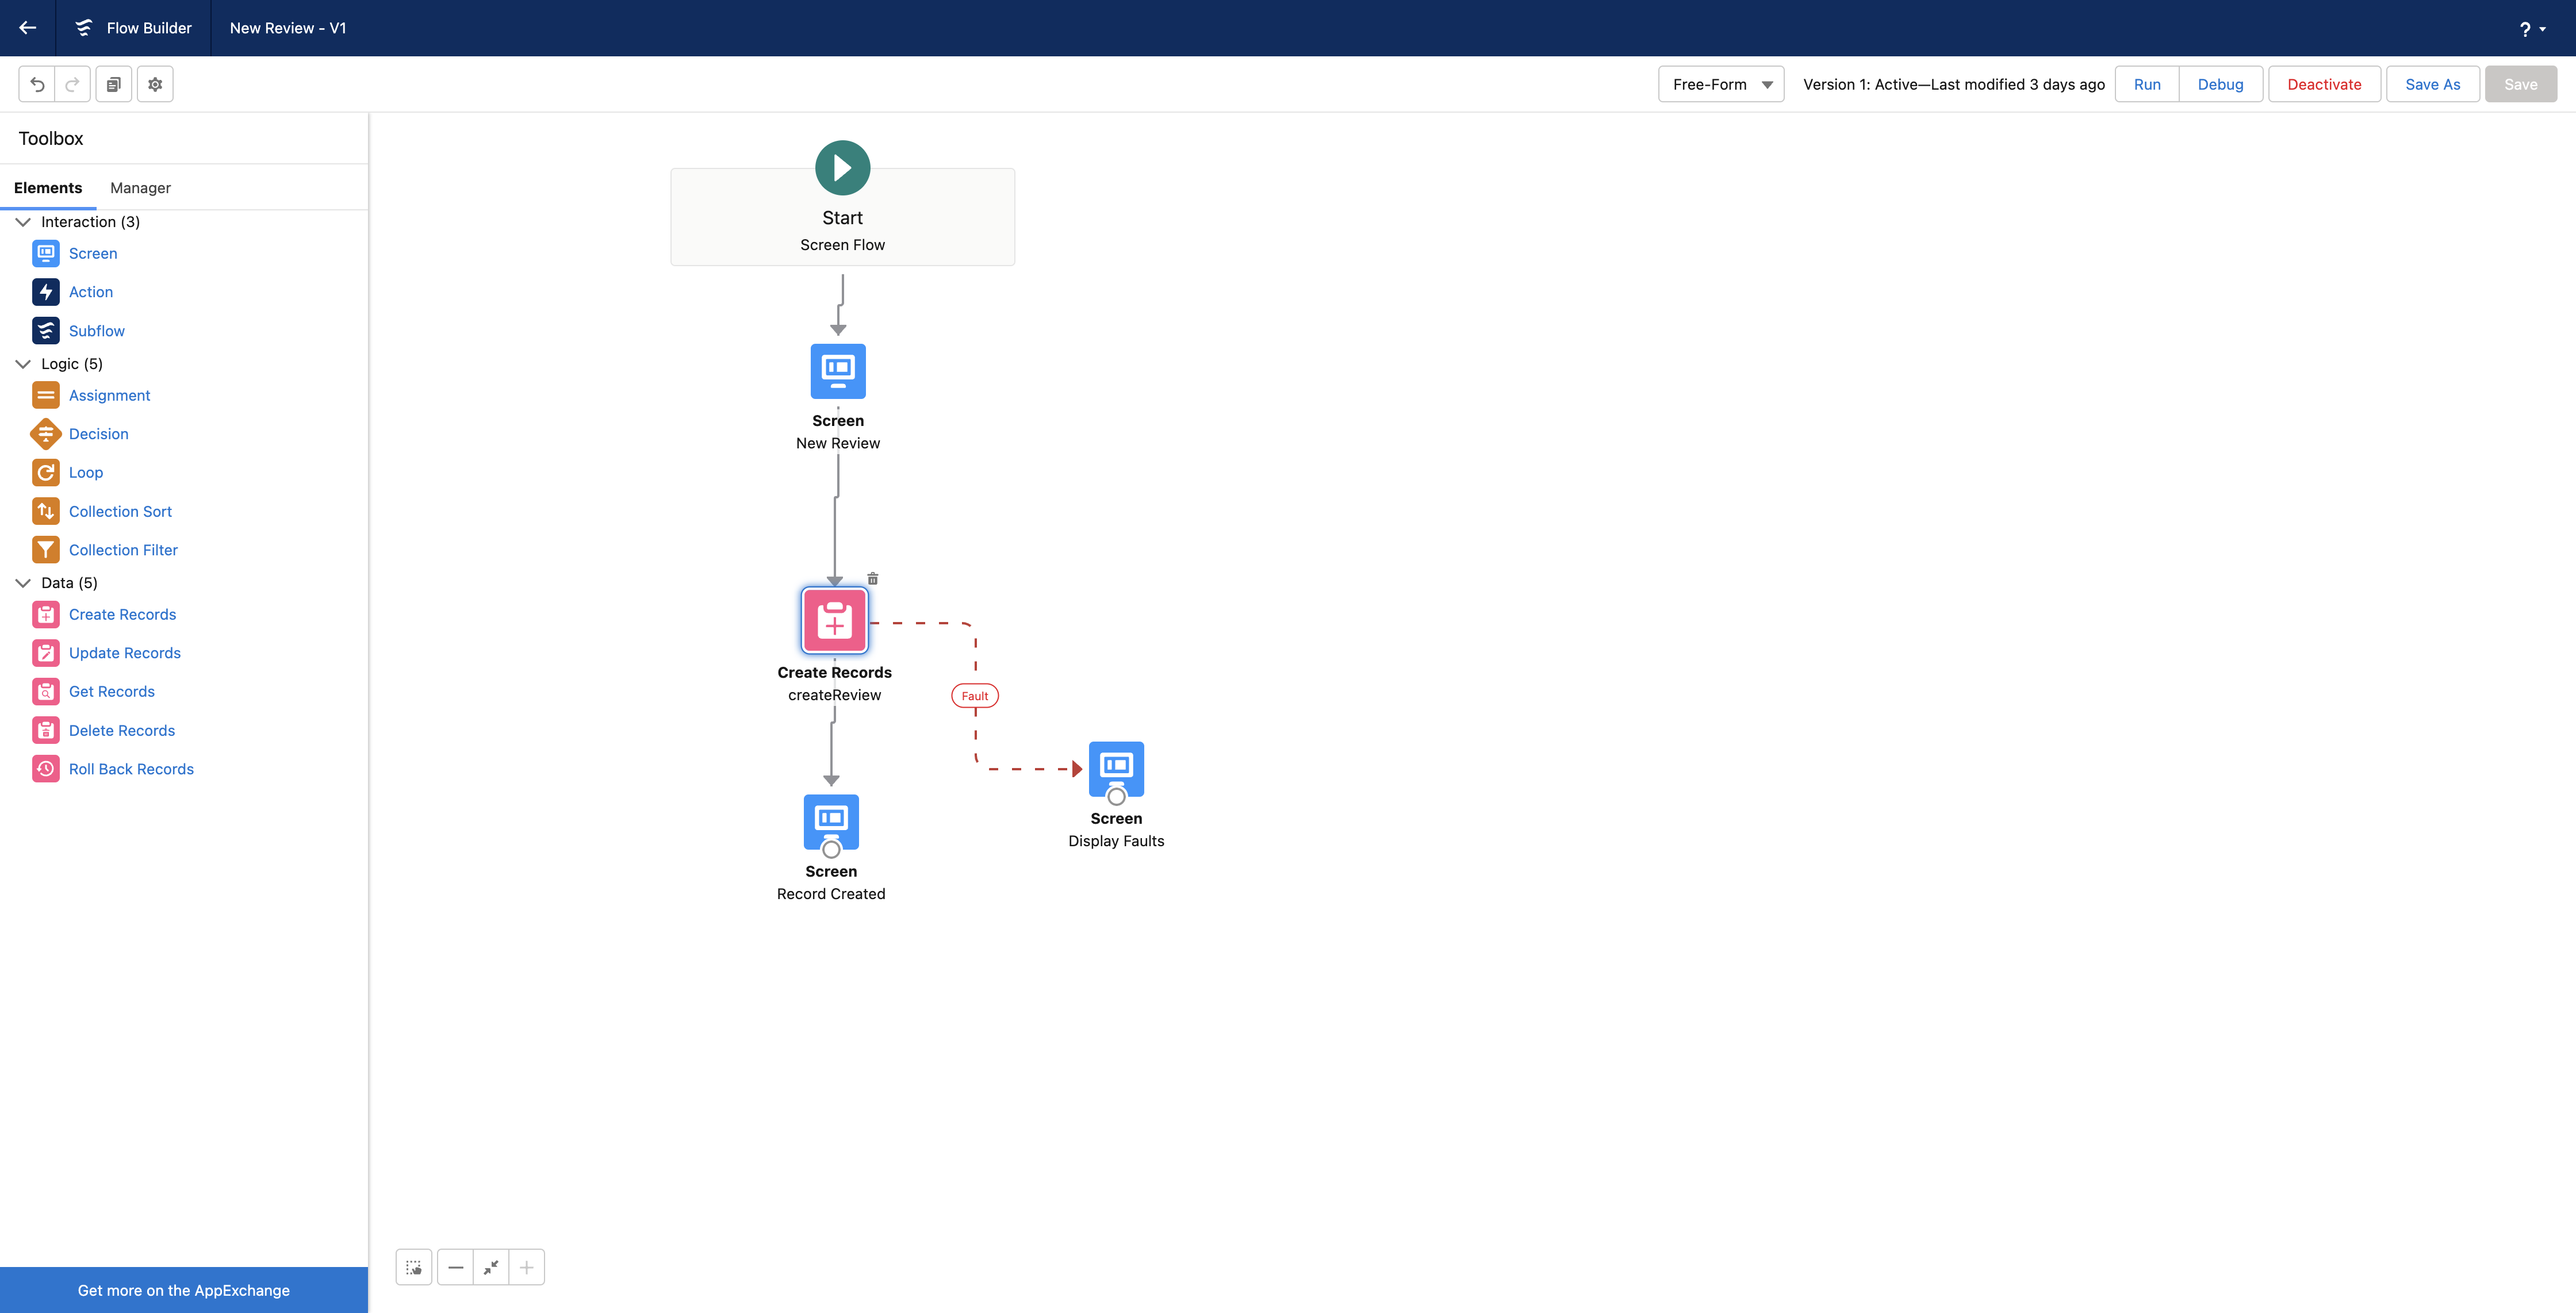 Flow Builder
New Review - V1
?
Free-Form
Version 1: Active—Last modified 3 days ago
Run
Debug
Deactivate
Save As
Save
Toolbox
Elements
Manager
Interaction (3)
Screen
Action
Subflow
Logic (5)
Assignment
Decision
Loop
Collection Sort
Collection Filter
Data (5)
Create Records
Update Records
Get Records
Delete Records
Roll Back Records
Get more on the AppExchange
Start
Screen Flow
Screen
New Review
Create Records
createReview
Fault
Screen
Display Faults
Screen
Record Created